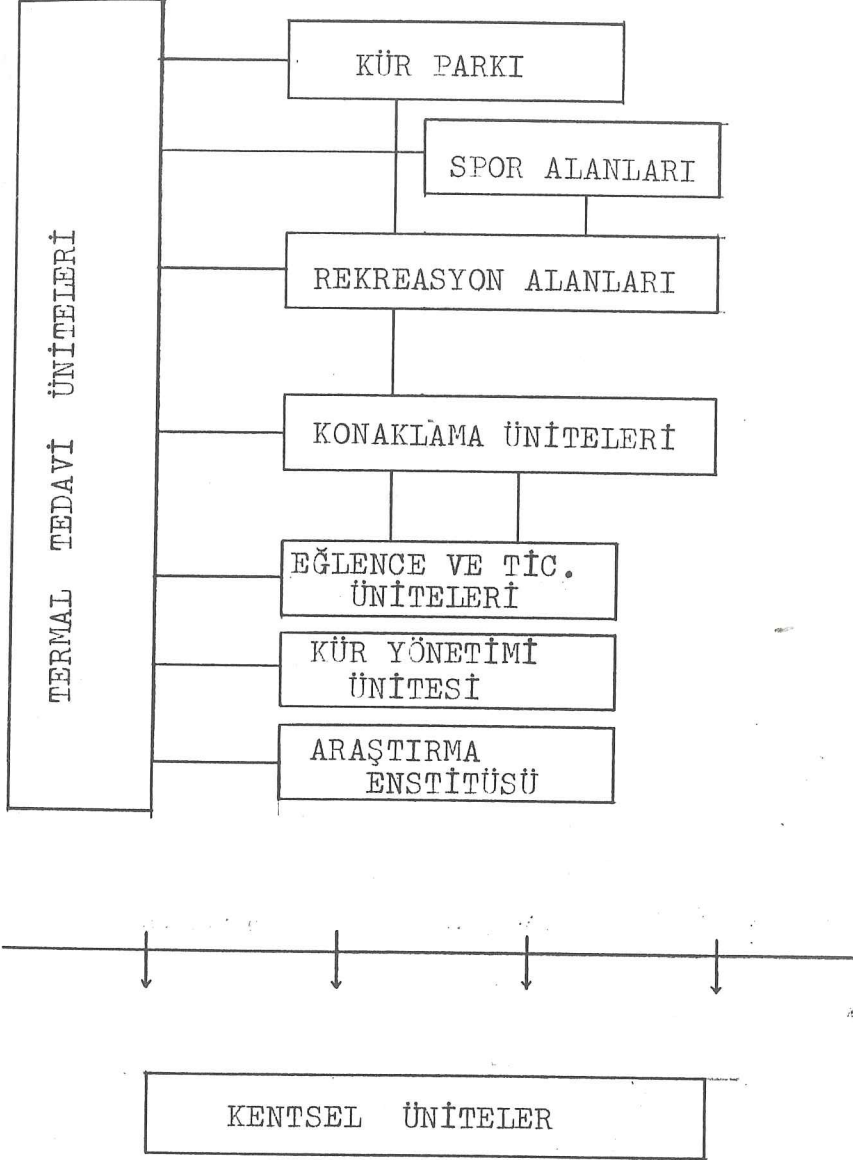 KÜR PARKI
SPOR ALANLARI
REKREASYON ALANLARI
KONAKLAMA ÜNİTELERİ
EĞLENCE VE TİC.
ÜNİTELERİ
KÜR YÖNETİMİ
ÜNİTESİ
ARAŞTIRMA
ENSTİTÜSÜ
TERMAL TEDAVİ ÜNİTELERİ
KENTSEL ÜNİTELER